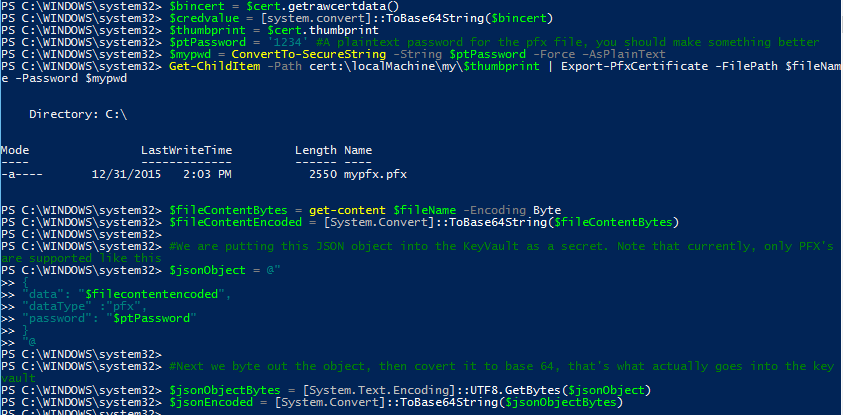 PS C:\WINDOWS\system32> $bincert = $cert.getrawcertdata()
PS C:\WINDOWS\system32> $credvalue = [system.convert]::ToBase64String($bincert)
PS C:\WINDOWS\system32> $thumbprint = $cert.thumbprint
PS C:\WINDOWS\system32> $ptPassword = '1234' #A plaintext password for the pfx file, you should make something better
PS C:\WINDOWS\system32> $mypwd = ConvertTo-SecureString -String $ptPassword -Force -AsPlainText
PS C:\WINDOWS\system32> Get-ChildItem -Path cert:\localMachine\my\$thumbprint | Export-PfxCertificate -FilePath $fileNam
e -Password $mypwd
Directory: C:\
Mode LastWriteTime Length Name
---- ------------- ------ ----
-a---- 12/31/2015 2:03 PM 2550 mypfx.pfx
PS C:\WINDOWS\system32> $fileContentBytes = get-content $fileName -Encoding Byte
PS C:\WINDOWS\system32> $fileContentEncoded = [System.Convert]::ToBase64String($fileContentBytes)
PS C:\WINDOWS\system32>
PS C:\WINDOWS\system32> #We are putting this JSON object into the KeyVault as a secret. Note that currently, only PFX's
are supported like this
PS C:\WINDOWS\system32> $jsonObject = @"
>> {
>> "data": "$filecontentencoded",
>> "dataType" :"pfx",
>> "password": "$ptPassword"
>> }
>> "@
PS C:\WINDOWS\system32>
PS C:\WINDOWS\system32> #Next we byte out the object, then covert it to base 64, that's what actually goes into the key
vault
PS C:\WINDOWS\system32> $jsonObjectBytes = [System.Text.Encoding]::UTF8.GetBytes($jsonObject)
PS C:\WINDOWS\system32> $jsonEncoded = [System.Convert]::ToBase64String($jsonObjectBytes)
PS C:\WINDOWS\system32>